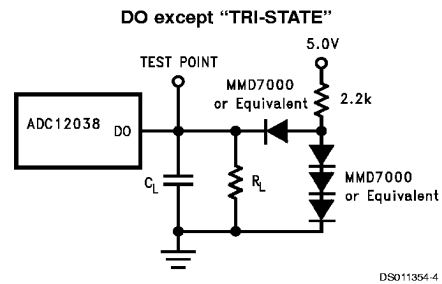 DO except “TRI-STATE”
5.0V
TEST POINT
MMD7000
or Equivalent
2.2k
ADC12038
DO
CL
RL
MMD7000
or Equivalent
DS011354-4